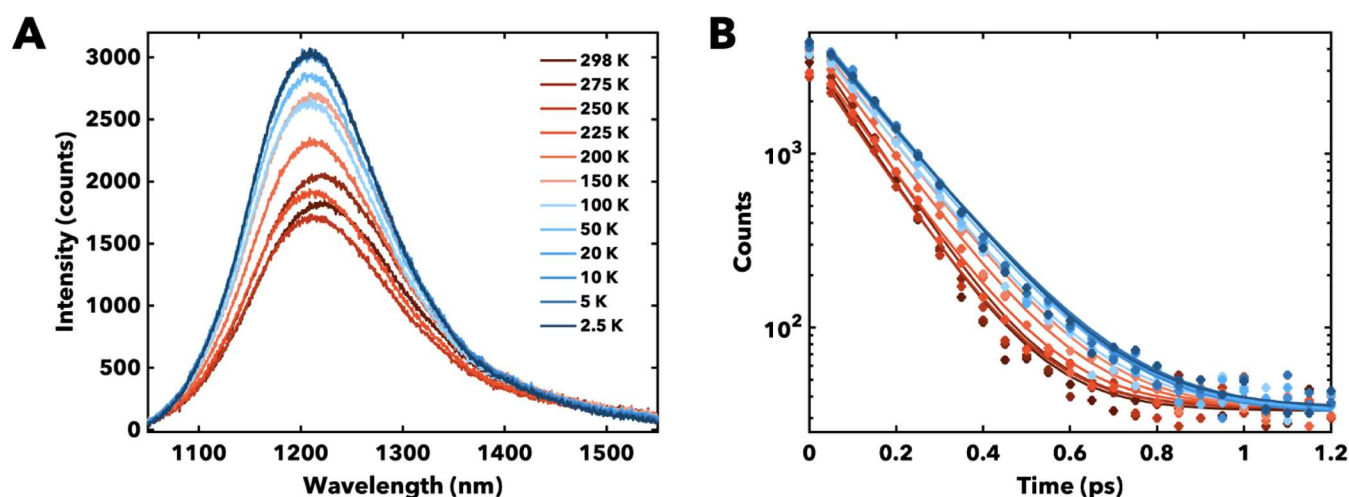 A
3000
2500
2000
1500
1000
500
0
Intensity (counts)
298 K
275 K
250 K
225 K
200 K
150 K
100 K
50 K
20 K
10 K
5 K
2.5 K
1100 1200 1300 1400 1500
Wavelength (nm)
B
10³
10²
Counts
0 0.2 0.4 0.6 0.8 1 1.2
Time (ps)